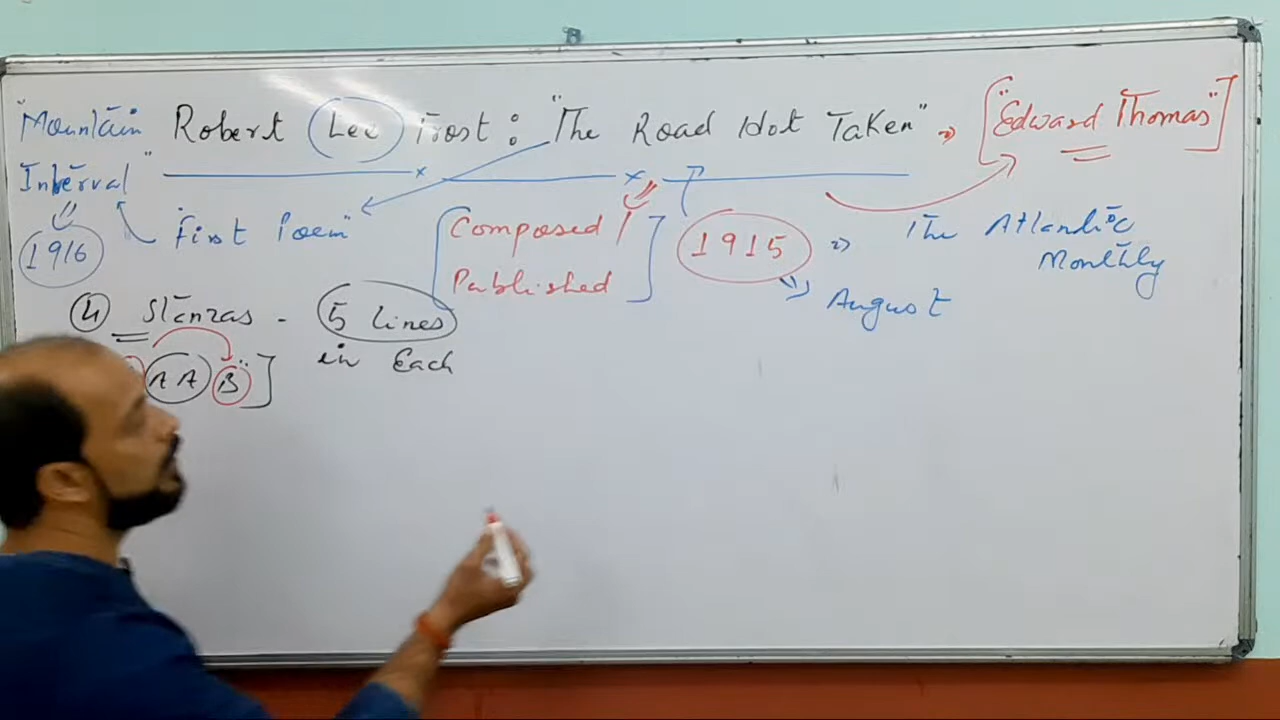 "Mountain Robert Lee Frost : "The Road Not Taken" ["Edward Thomas"]
Interval"
1916 "First Poem" [Composed / 1915 The Atlantic
Published] Monthly
August
4 Stanzas - 5 lines
AA B] in Each